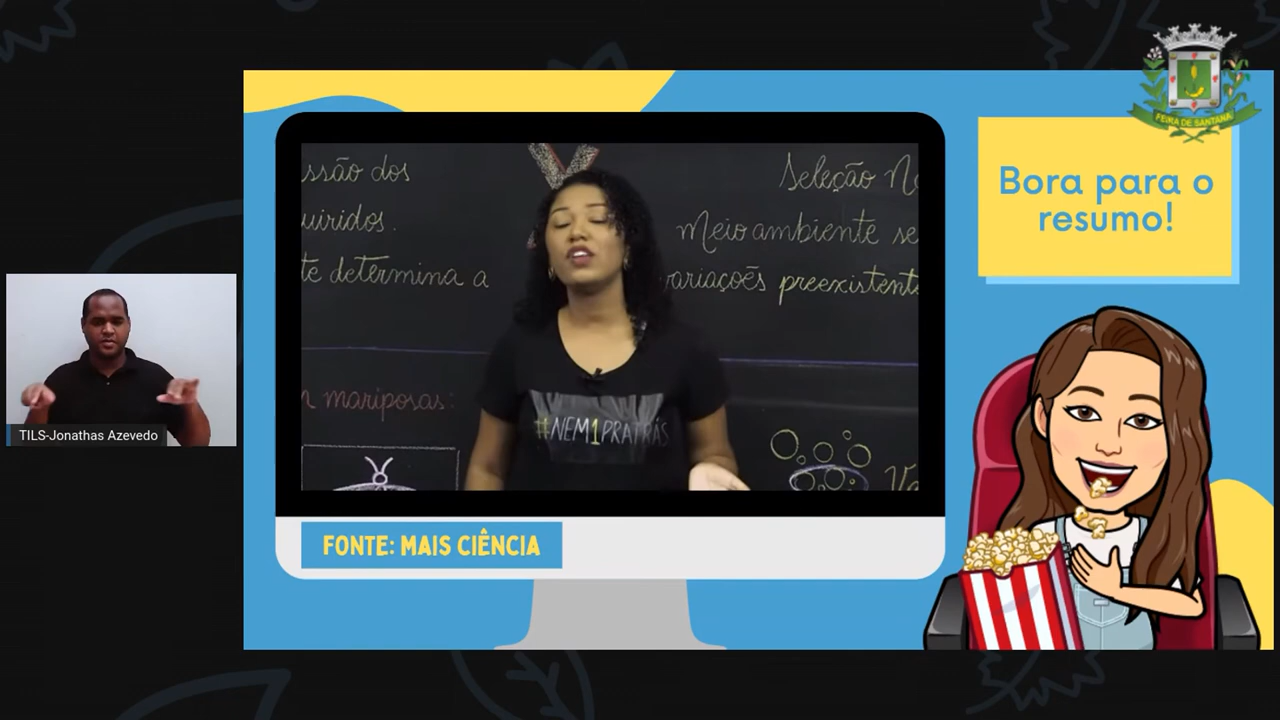 FEIRA DE SANTANA
Bora para o
resumo!
ssão dos
uiridos.
te determina a
Seleção N
Meio ambiente se
variações preexistent
mariposas:
#NEM1PRATRÁS
TILS-Jonathas Azevedo
FONTE: MAIS CIÊNCIA